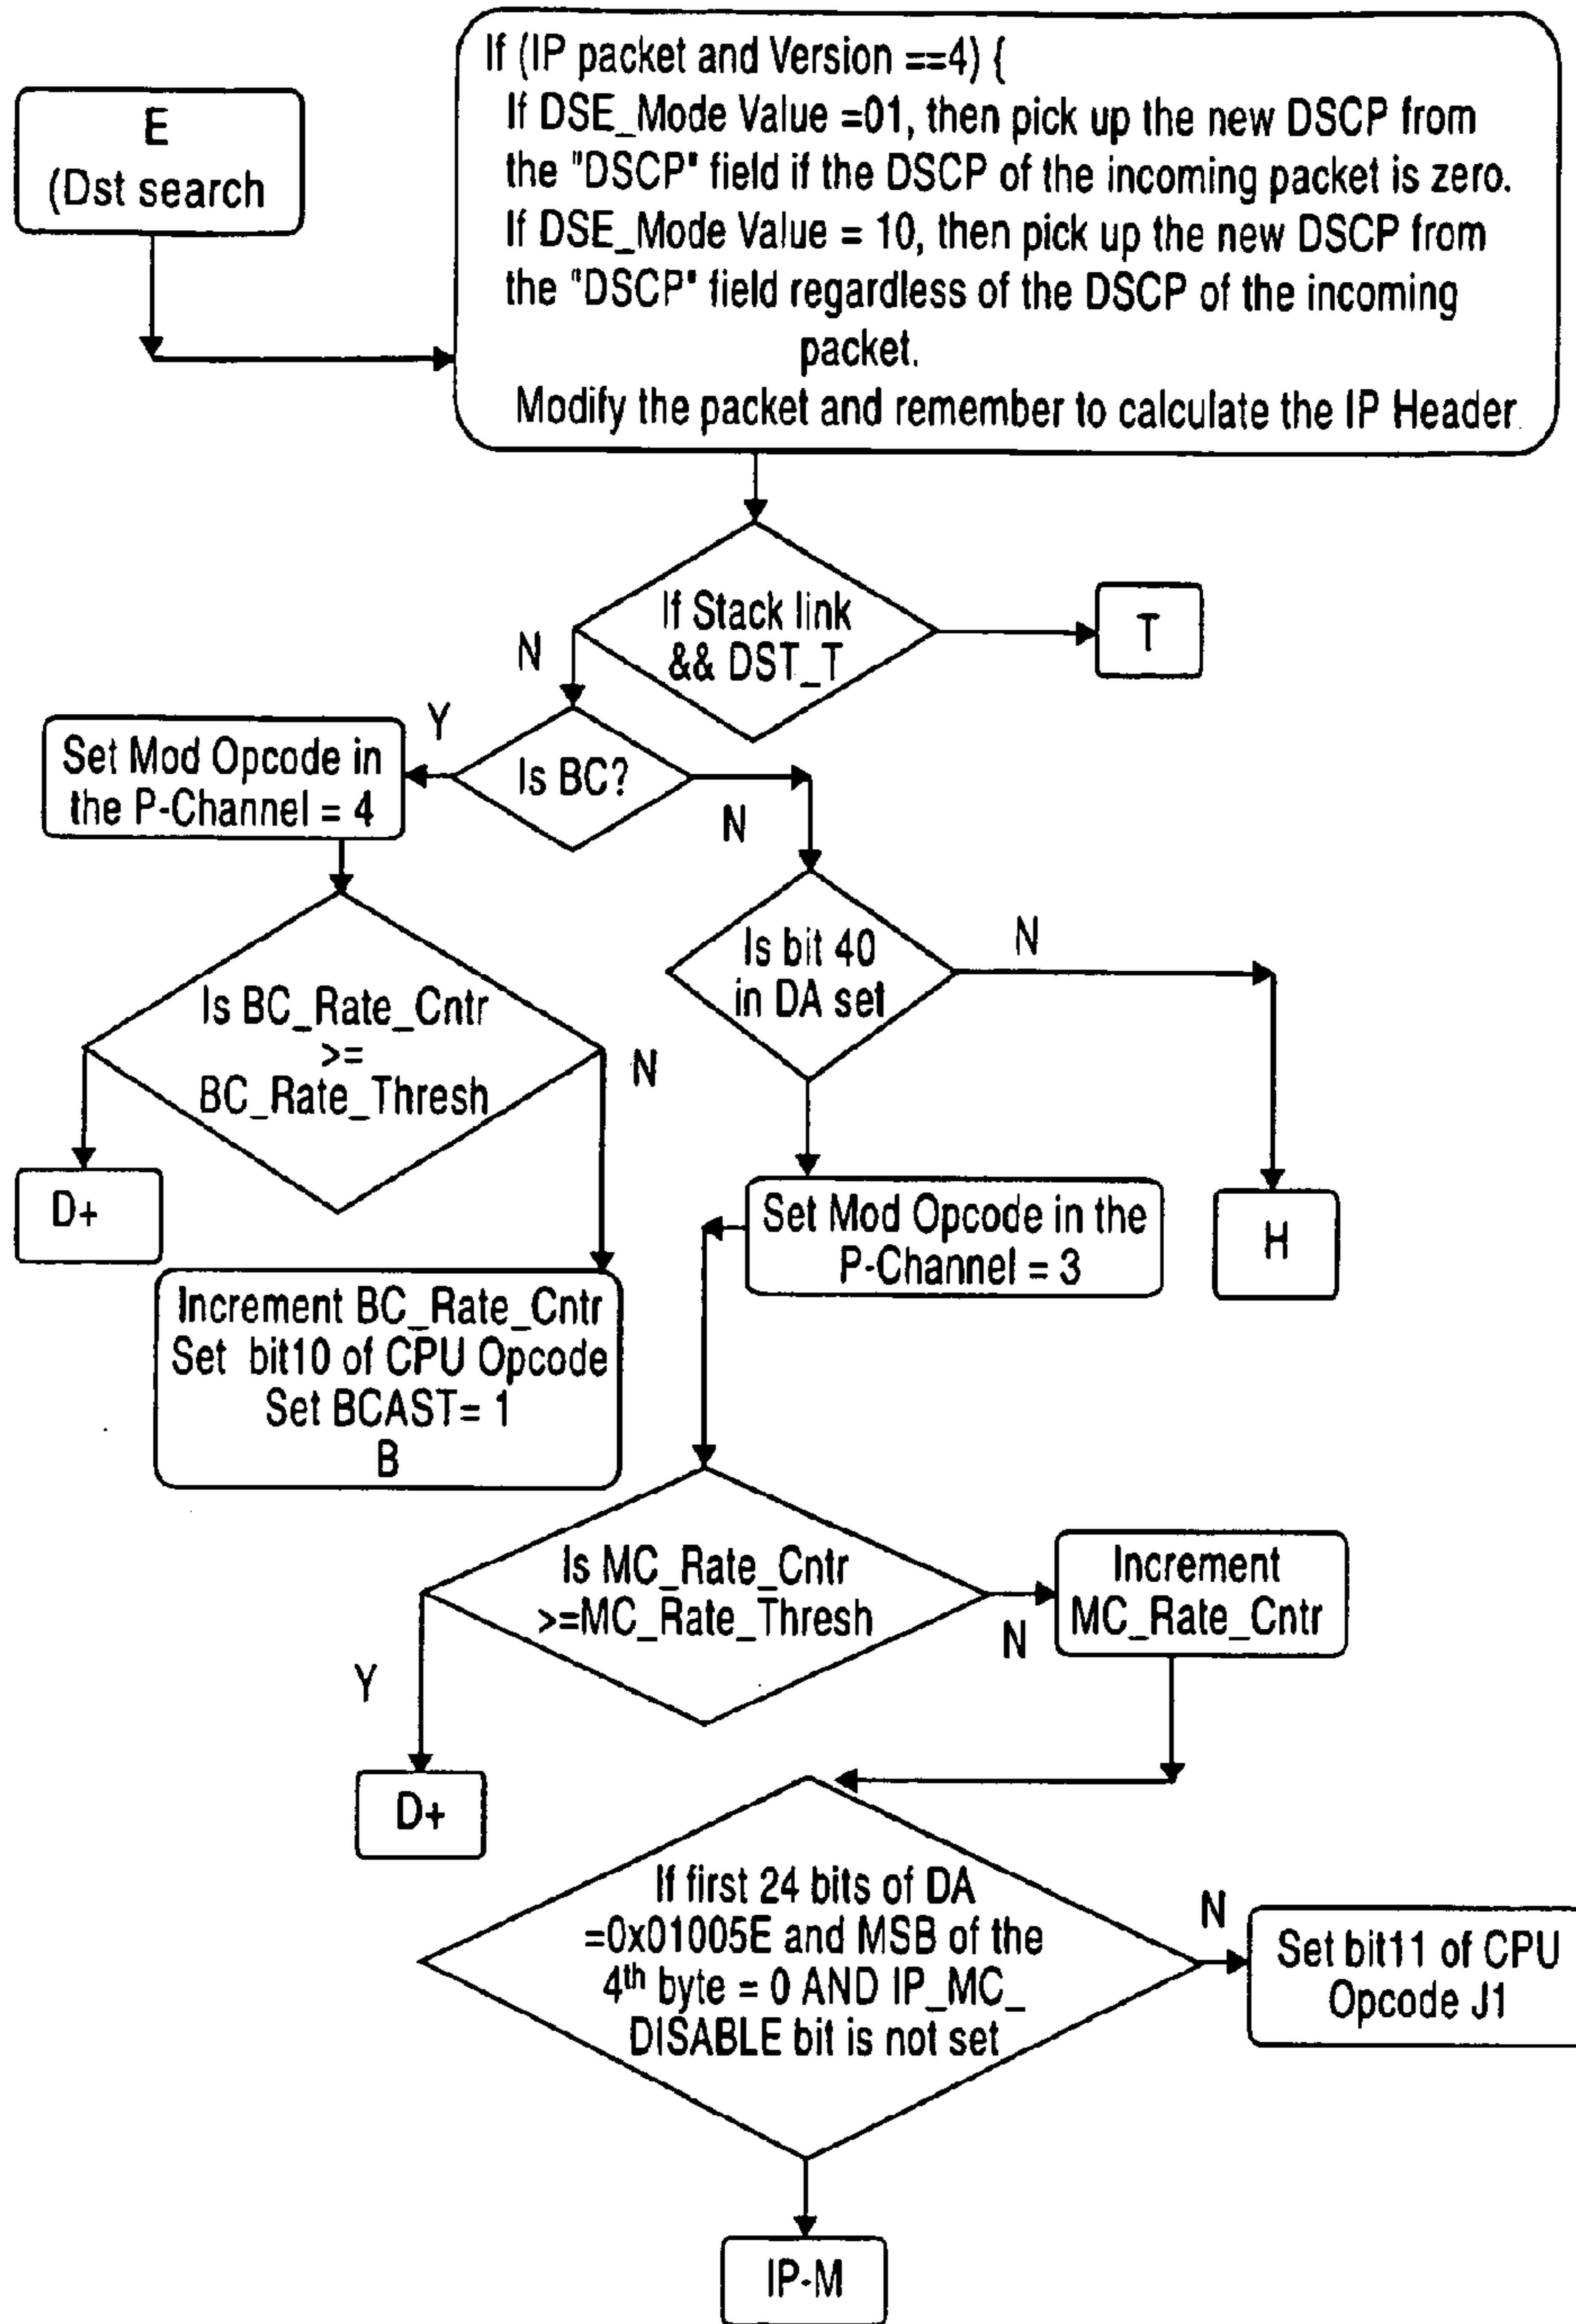 E
(Dst search
If (IP packet and Version ==4) {
If DSE_Mode Value =01, then pick up the new DSCP from
the "DSCP" field if the DSCP of the incoming packet is zero.
If DSE_Mode Value = 10, then pick up the new DSCP from
the "DSCP" field regardless of the DSCP of the incoming
packet.
Modify the packet and remember to calculate the IP Header
If Stack link
&& DST_T
T
N
Is BC?
Y
Set Mod Opcode in
the P-Channel = 4
N
Is bit 40
in DA set
N
H
Is BC_Rate_Cntr
>=
BC_Rate_Thresh
N
D+
Increment BC_Rate_Cntr
Set bit10 of CPU Opcode
Set BCAST= 1
B
Set Mod Opcode in the
P-Channel = 3
Is MC_Rate_Cntr
>=MC_Rate_Thresh
N
Increment
MC_Rate_Cntr
Y
D+
If first 24 bits of DA
=0x01005E and MSB of the
4th byte = 0 AND IP_MC_
DISABLE bit is not set
N
Set bit11 of CPU
Opcode J1
IP-M